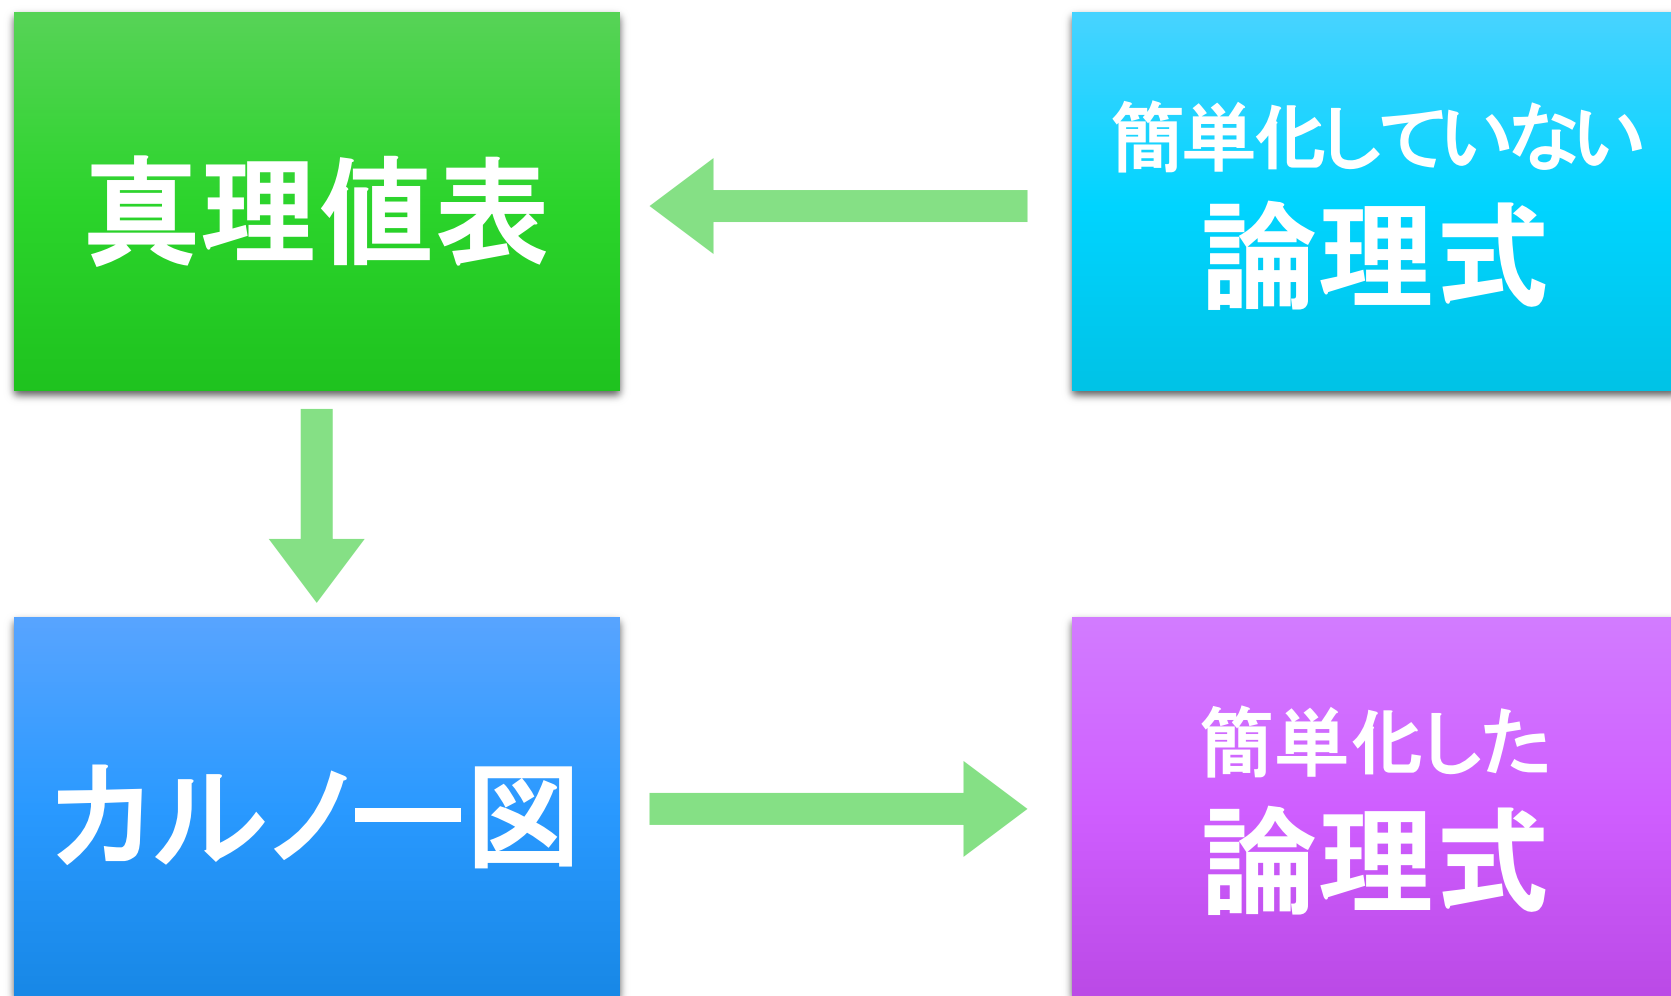 真理値表
簡単化していない
論理式
カルノー図
簡単化した
論理式